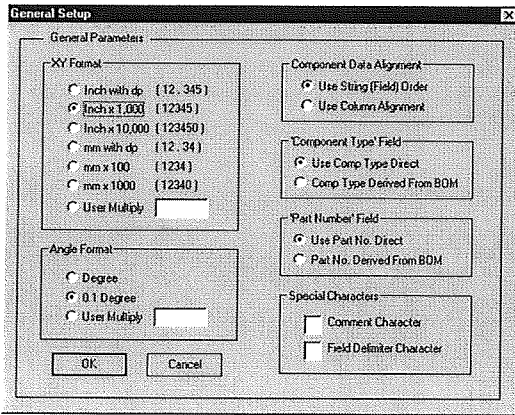 General Setup
General Parameters
XY Format
Inch with dp (12.345)
Inch x 1,000 (12345)
Inch x 10,000 (123450)
mm with dp (12.34)
mm x 100 (1234)
mm x 1000 (12340)
User Multiply
Angle Format
Degree
0.1 Degree
User Multiply
OK
Cancel
Component Data Alignment
Use String (Field) Order
Use Column Alignment
'Component Type' Field
Use Comp Type Direct
Comp Type Derived From BOM
'Part Number' Field
Use Part No. Direct
Part No. Derived From BOM
Special Characters
Comment Character
Field Delimiter Character